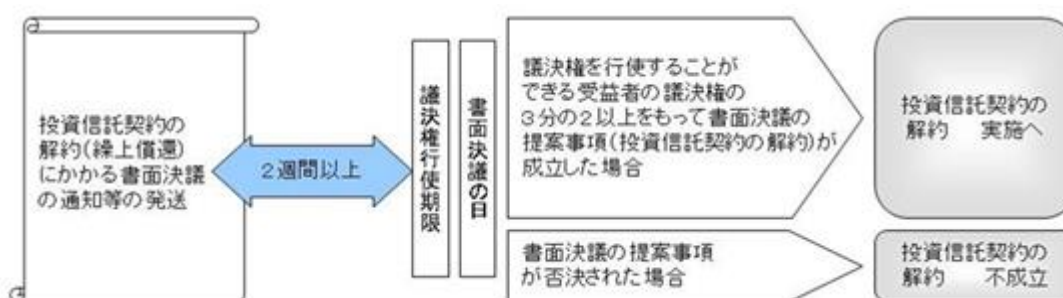 投資信託契約の
解約(繰上償還)
にかかる書面決議
の通知等の発送
2週間以上
議決権行使期限
書面決議の日
議決権を行使することが
できる受益者の議決権の
3分の2以上をもって書面決議の
提案事項(投資信託契約の解約)が
成立した場合
投資信託契約の
解約　実施へ
書面決議の提案事項
が否決された場合
投資信託契約の
解約　不成立